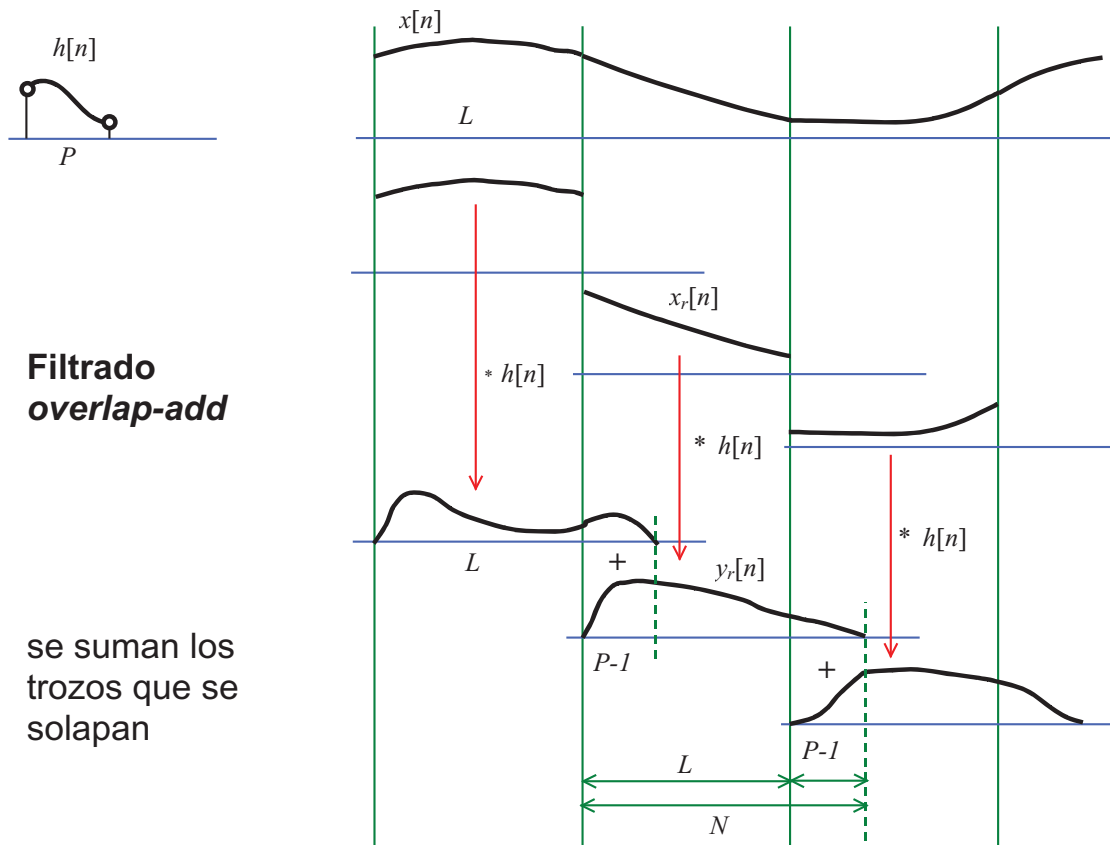 x[n]
h[n]
L
P
x_r[n]
Filtrado
overlap-add
* h[n]
* h[n]
* h[n]
L
+
y_r[n]
se suman los
trozos que se
solapan
P-1
+
P-1
L
N